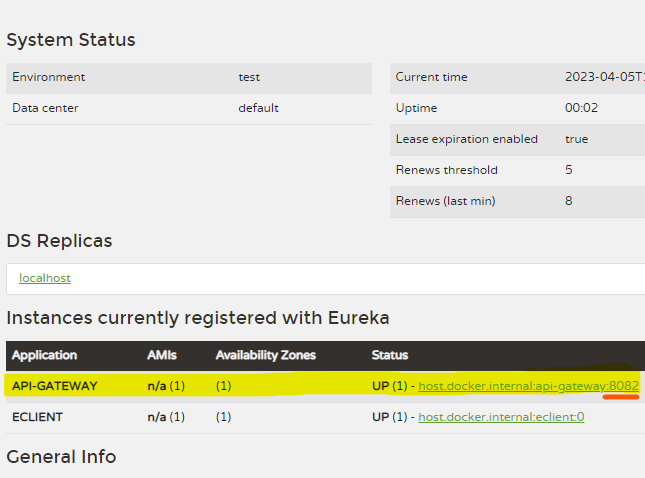 System Status
Environment test
Data center default
Current time 2023-04-05T
Uptime 00:02
Lease expiration enabled true
Renews threshold 5
Renews (last min) 8
DS Replicas
localhost
Instances currently registered with Eureka
Application AMIs Availability Zones Status
API-GATEWAY n/a (1) (1) UP (1) - host.docker.internal:api-gateway:8082
ECLIENT n/a (1) (1) UP (1) - host.docker.internal:eclient:0
General Info